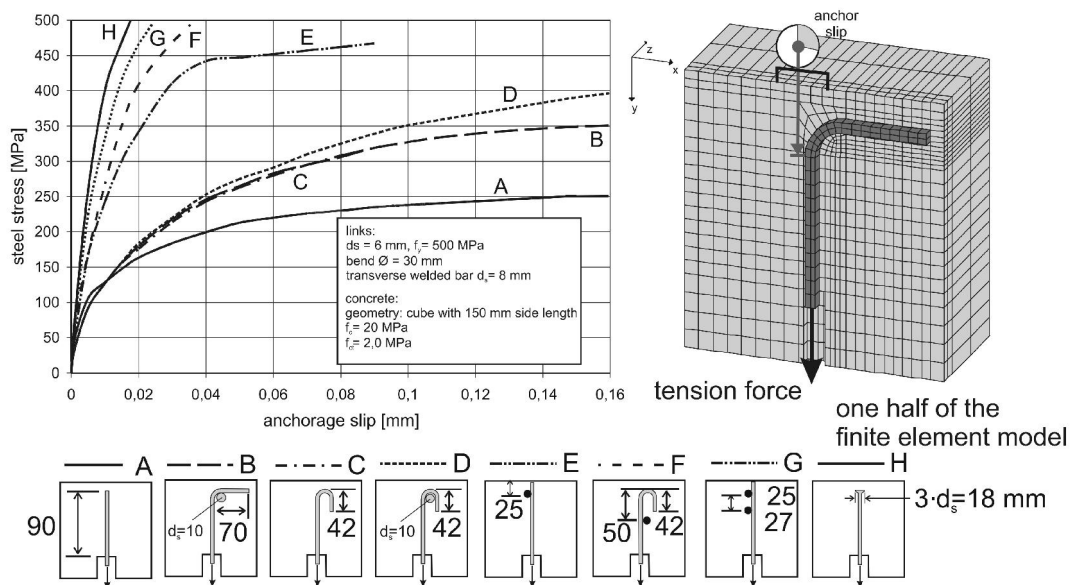 steel stress [MPa]
500
450
400
350
300
250
200
150
100
50
0
H
G
F
E
D
B
C
A
links:
ds = 6 mm, fy= 500 MPa
bend Ø = 30 mm
transverse welded bar ds= 8 mm
concrete:
geometry: cube with 150 mm side length
fc= 20 MPa
fct= 2,0 MPa
0 0,02 0,04 0,06 0,08 0,1 0,12 0,14 0,16
anchorage slip [mm]
anchor
slip
z
x
y
tension force
one half of the
finite element model
A B C D E F G H
90
ds=10
70
42
ds=10
42
25
50
42
25
27
3·ds=18 mm